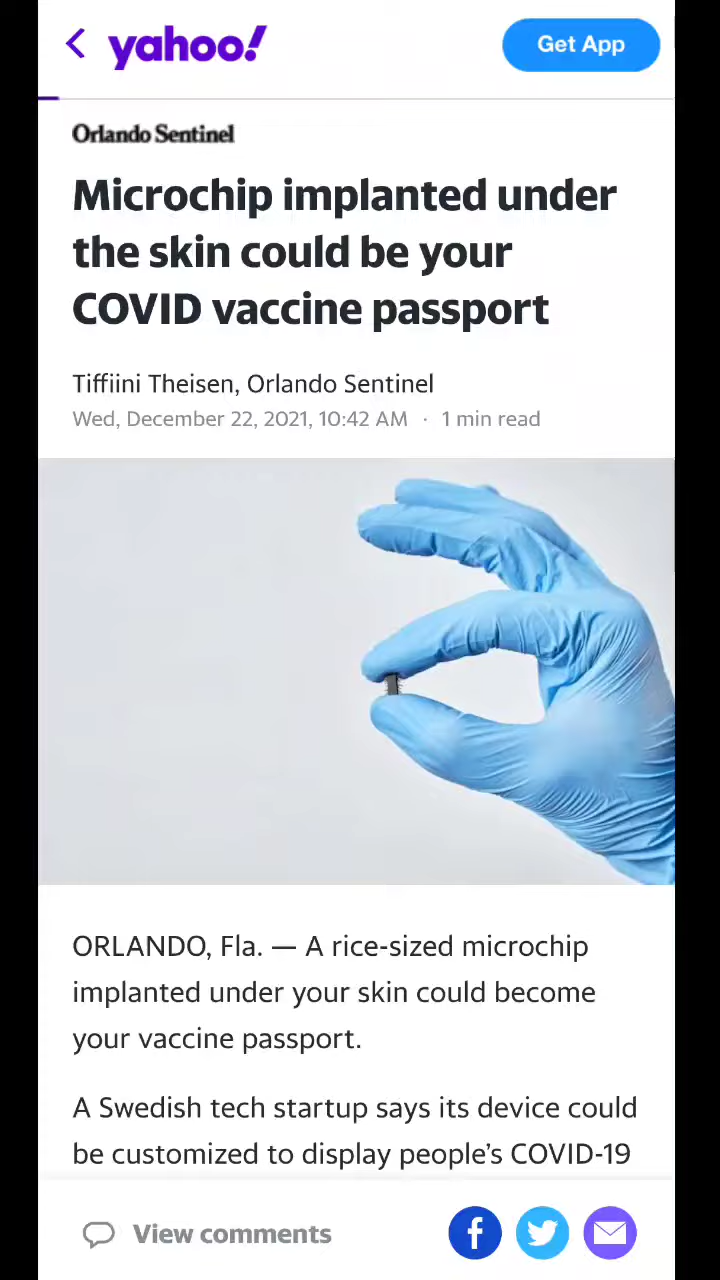 yahoo!
Get App
Orlando Sentinel
Microchip implanted under
the skin could be your
COVID vaccine passport
Tiffiini Theisen, Orlando Sentinel
Wed, December 22, 2021, 10:42 AM · 1 min read
ORLANDO, Fla. — A rice-sized microchip
implanted under your skin could become
your vaccine passport.
A Swedish tech startup says its device could
be customized to display people’s COVID-19
View comments